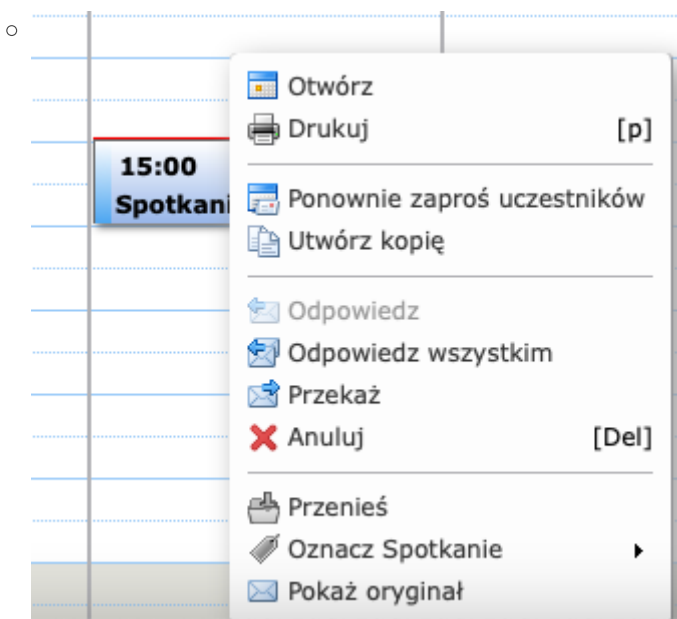 Otwórz
Drukuj [p]
15:00
Spotkani
Ponownie zaproś uczestników
Utwórz kopię
Odpowiedz
Odpowiedz wszystkim
Przekaż
Anuluj [Del]
Przenieś
Oznacz Spotkanie
Pokaż oryginał